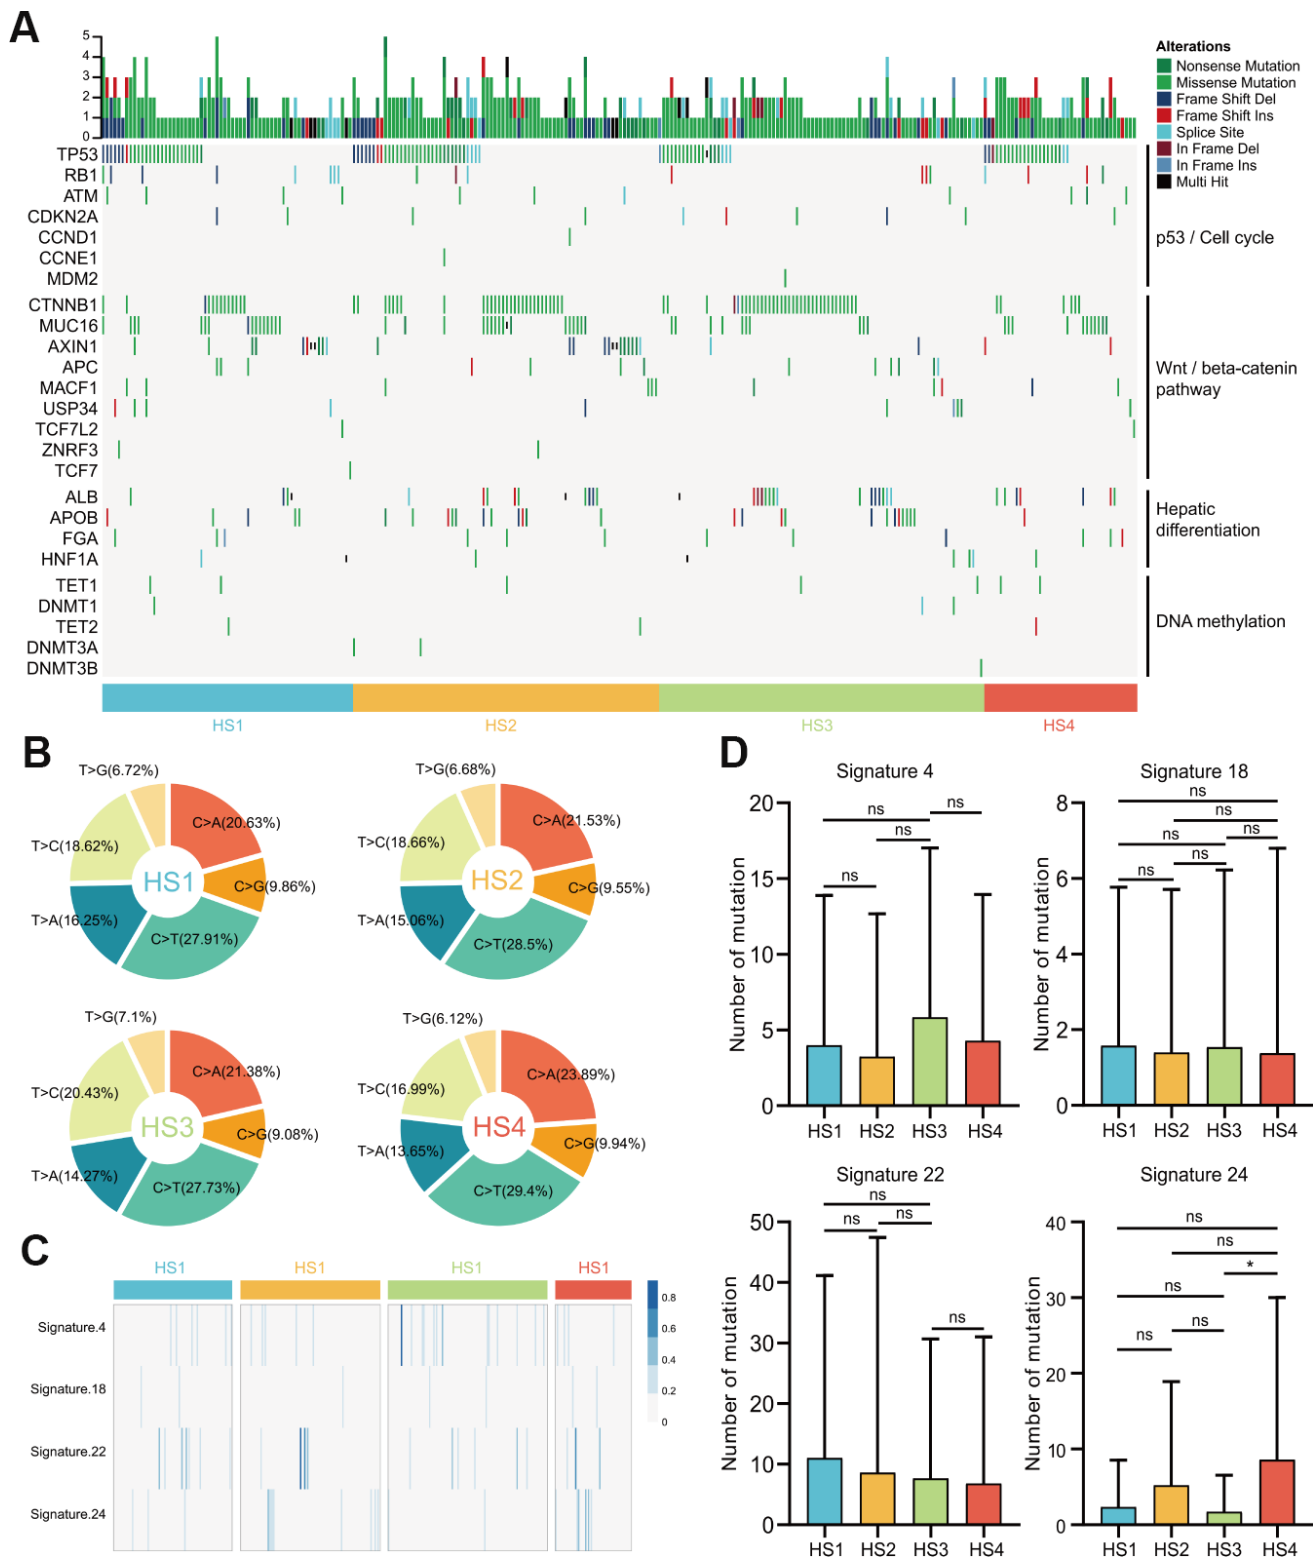 A
5
4
3
2
1
0
Alterations
Nonsense Mutation
Missense Mutation
Frame Shift Del
Frame Shift Ins
Splice Site
In Frame Del
In Frame Ins
Multi Hit
TP53
RB1
ATM
CDKN2A
CCND1
CCNE1
MDM2
p53 / Cell cycle
CTNNB1
MUC16
AXIN1
APC
MACF1
USP34
TCF7L2
ZNRF3
TCF7
Wnt / beta-catenin
pathway
ALB
APOB
FGA
HNF1A
Hepatic
differentiation
TET1
DNMT1
TET2
DNMT3A
DNMT3B
DNA methylation
HS1 HS2 HS3 HS4
B
T>G(6.72%)
C>A(20.63%)
T>C(18.62%)
HS1
C>G(9.86%)
T>A(16.25%)
C>T(27.91%)
T>G(6.68%)
C>A(21.53%)
T>C(18.66%)
HS2
C>G(9.55%)
T>A(15.06%)
C>T(28.5%)
T>G(7.1%)
C>A(21.38%)
T>C(20.43%)
HS3
C>G(9.08%)
T>A(14.27%)
C>T(27.73%)
T>G(6.12%)
C>A(23.89%)
T>C(16.99%)
HS4
C>G(9.94%)
T>A(13.65%)
C>T(29.4%)
C
HS1 HS1 HS1 HS1
Signature.4
Signature.18
Signature.22
Signature.24
0.8
0.6
0.4
0.2
0
D
Signature 4
Number of mutation
20
15
10
5
0
ns
ns
ns
ns
HS1 HS2 HS3 HS4
Signature 18
Number of mutation
8
6
4
2
0
ns
ns
ns
ns
ns
ns
HS1 HS2 HS3 HS4
Signature 22
Number of mutation
50
40
30
20
10
0
ns
ns
ns
ns
HS1 HS2 HS3 HS4
Signature 24
Number of mutation
40
30
20
10
0
ns
ns
*
ns
ns
ns
HS1 HS2 HS3 HS4